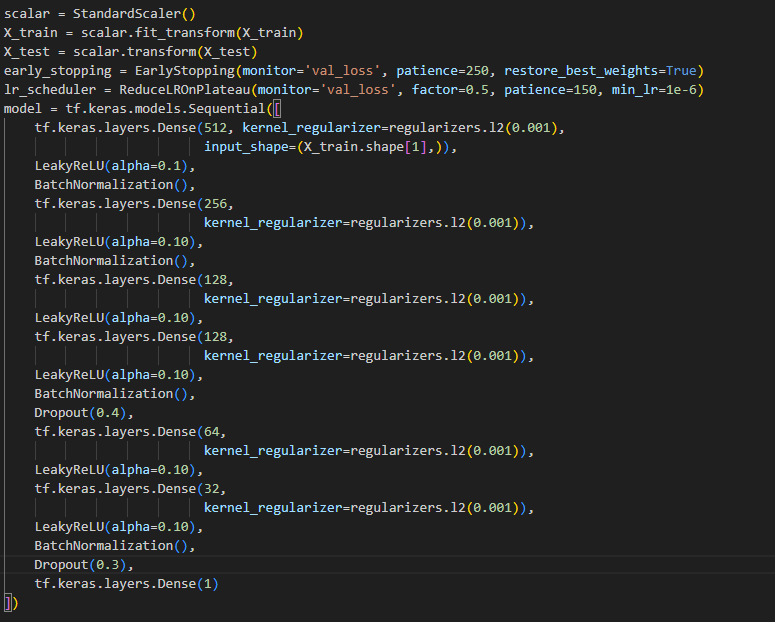 scalar = StandardScaler()
X_train = scalar.fit_transform(X_train)
X_test = scalar.transform(X_test)
early_stopping = EarlyStopping(monitor='val_loss', patience=250, restore_best_weights=True)
lr_scheduler = ReduceLROnPlateau(monitor='val_loss', factor=0.5, patience=150, min_lr=1e-6)
model = tf.keras.models.Sequential([
    tf.keras.layers.Dense(512, kernel_regularizer=regularizers.l2(0.001),
                          input_shape=(X_train.shape[1],)),
    LeakyReLU(alpha=0.1),
    BatchNormalization(),
    tf.keras.layers.Dense(256,
                          kernel_regularizer=regularizers.l2(0.001)),
    LeakyReLU(alpha=0.10),
    BatchNormalization(),
    tf.keras.layers.Dense(128,
                          kernel_regularizer=regularizers.l2(0.001)),
    LeakyReLU(alpha=0.10),
    tf.keras.layers.Dense(128,
                          kernel_regularizer=regularizers.l2(0.001)),
    LeakyReLU(alpha=0.10),
    BatchNormalization(),
    Dropout(0.4),
    tf.keras.layers.Dense(64,
                          kernel_regularizer=regularizers.l2(0.001)),
    LeakyReLU(alpha=0.10),
    tf.keras.layers.Dense(32,
                          kernel_regularizer=regularizers.l2(0.001)),
    LeakyReLU(alpha=0.10),
    BatchNormalization(),
    Dropout(0.3),
    tf.keras.layers.Dense(1)
])